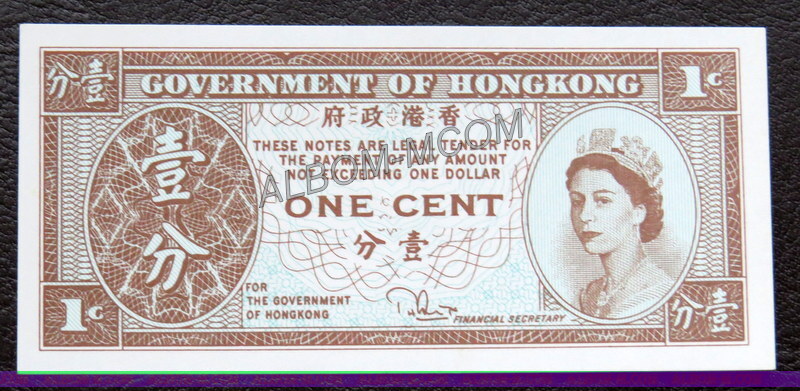 分壹
GOVERNMENT OF HONGKONG
1¢
府政港香
THESE NOTES ARE LEGAL TENDER FOR
THE PAYMENT OF ANY AMOUNT
NOT EXCEEDING ONE DOLLAR
ALBOM-M.COM
壹分
ONE CENT
分壹
FOR
THE GOVERNMENT
OF HONGKONG
FINANCIAL SECRETARY
1¢
分壹